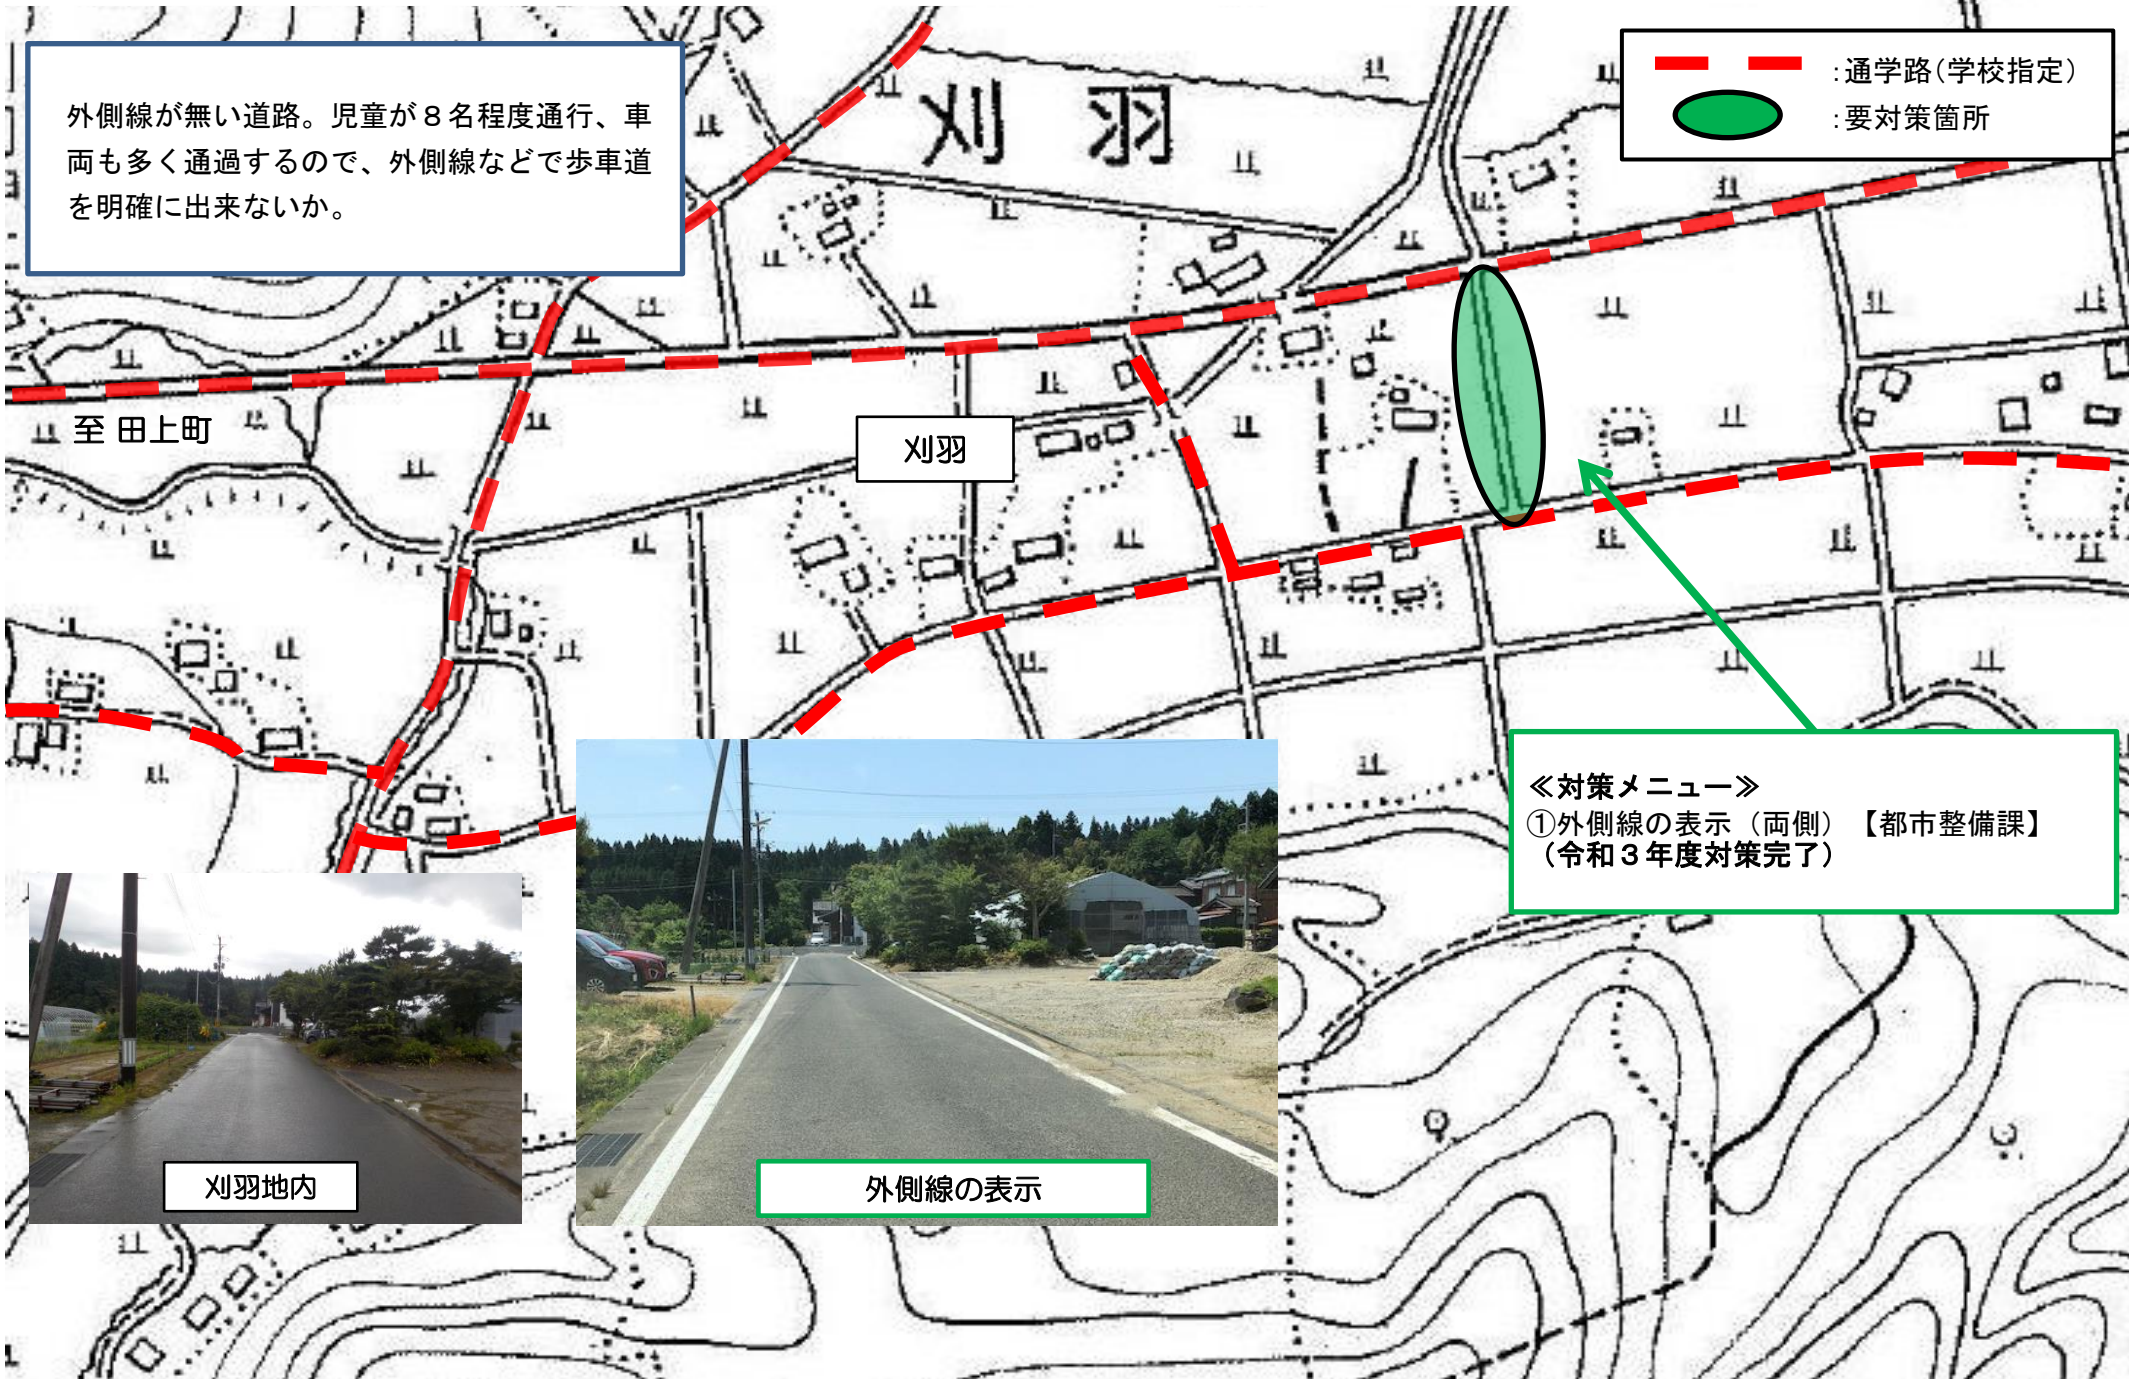 外側線が無い道路。児童が８名程度通行、車
両も多く通過するので、外側線などで歩車道
を明確に出来ないか。
刈 羽
:通学路(学校指定)
:要対策箇所
至 田上町
刈羽
≪対策メニュー≫
①外側線の表示（両側）【都市整備課】
（令和３年度対策完了）
刈羽地内
外側線の表示